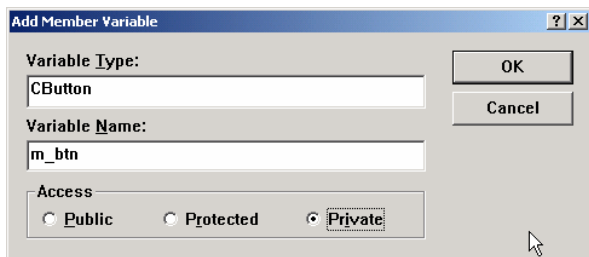 Add Member Variable
Variable Type:
OK
CButton
Cancel
Variable Name:
m_btn
Access
Public Protected Private